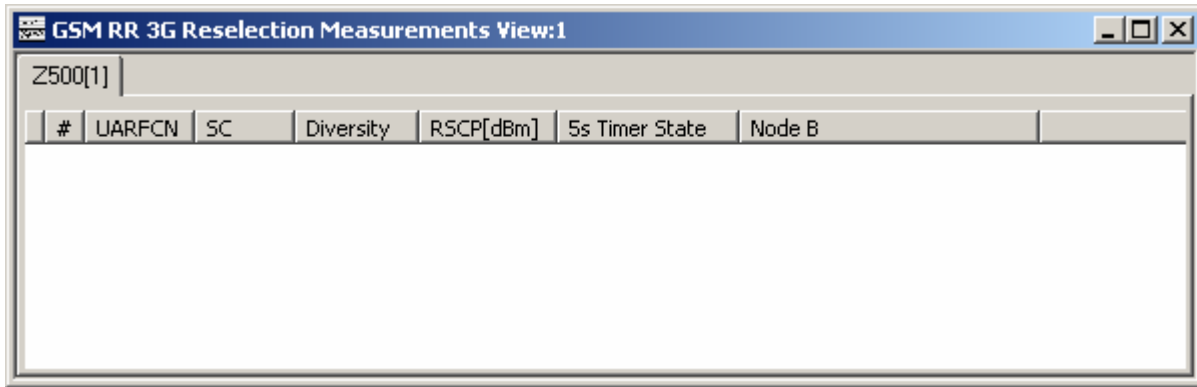 GSM RR 3G Reselection Measurements View:1
Z500[1]
# UARFCN SC Diversity RSCP[dBm] 5s Timer State Node B